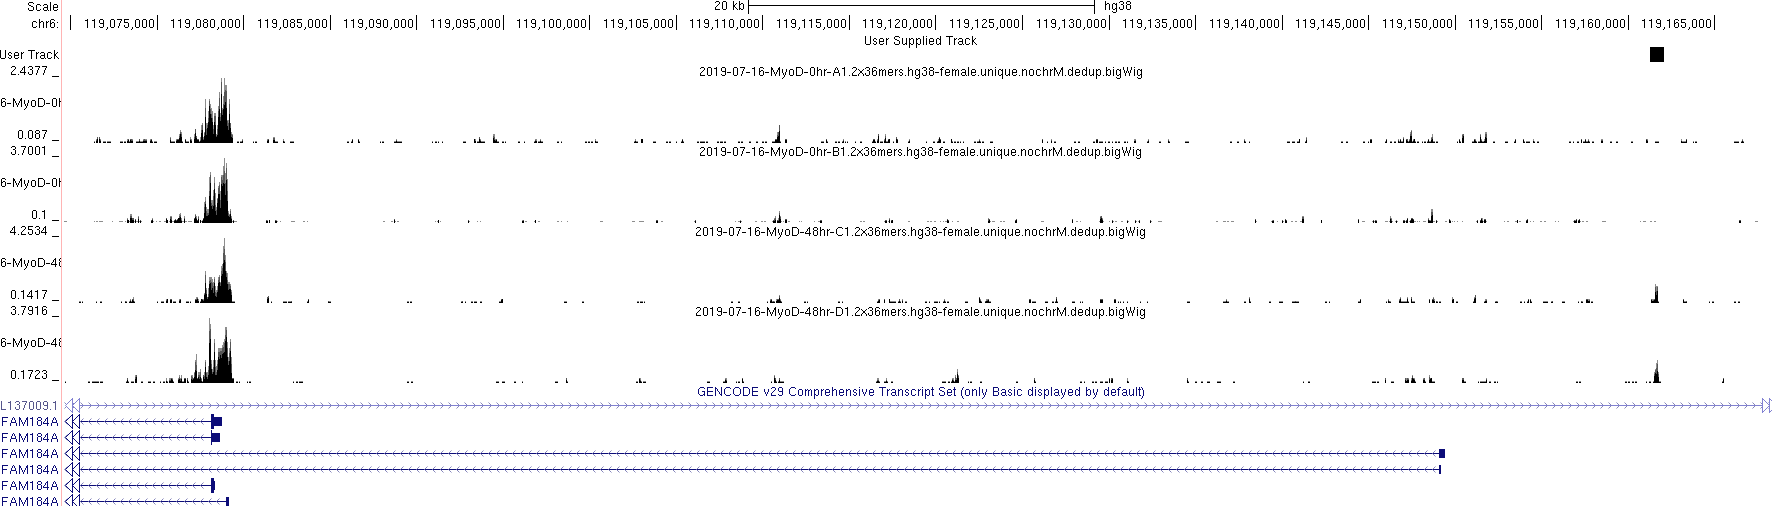 Scale 20 kb hg38
chr6: 119,075,000 119,080,000 119,085,000 119,090,000 119,095,000 119,100,000 119,105,000 119,110,000 119,115,000 119,120,000 119,125,000 119,130,000 119,135,000 119,140,000 119,145,000 119,150,000 119,155,000 119,160,000 119,165,000
User Supplied Track
User Track
2.4377 _ 2019-07-16-MyoD-0hr-A1.2x36mers.hg38-female.unique.nochrM.dedup.bigWig
6-MyoD-0h
0.087 _
3.7001 _ 2019-07-16-MyoD-0hr-B1.2x36mers.hg38-female.unique.nochrM.dedup.bigWig
6-MyoD-0h
0.1 _
4.2534 _ 2019-07-16-MyoD-48hr-C1.2x36mers.hg38-female.unique.nochrM.dedup.bigWig
6-MyoD-48
0.1417 _
3.7916 _ 2019-07-16-MyoD-48hr-D1.2x36mers.hg38-female.unique.nochrM.dedup.bigWig
6-MyoD-48
0.1723 _
GENCODE v29 Comprehensive Transcript Set (only Basic displayed by default)
L137009.1
FAM184A
FAM184A
FAM184A
FAM184A
FAM184A
FAM184A